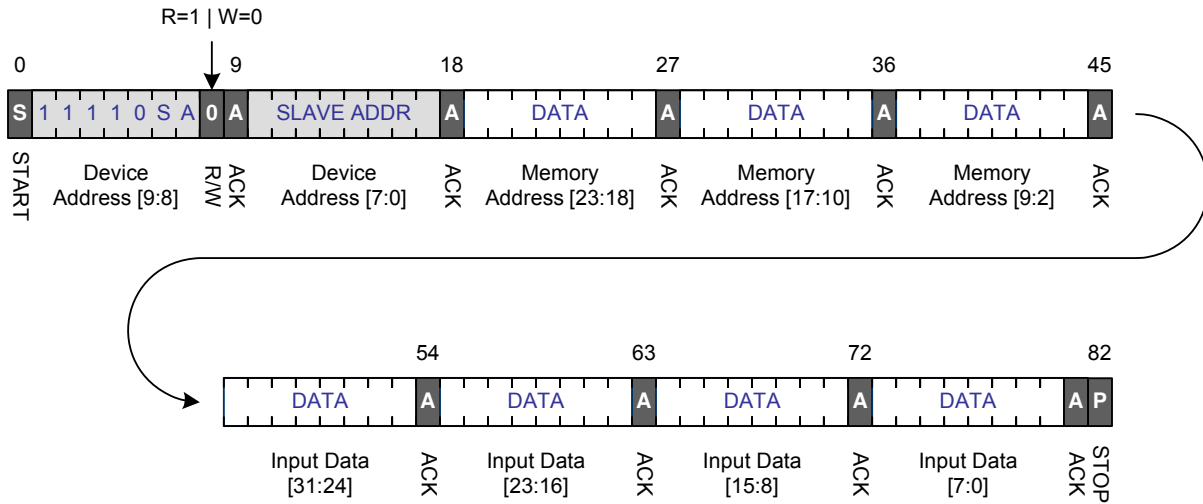 R=1 | W=0
0 9 18 27 36 45
S 1 1 1 1 0 S A 0 A SLAVE ADDR A DATA A DATA A DATA A
START
Device
Address [9:8]
R/W
ACK
Device
Address [7:0]
ACK
Memory
Address [23:18]
ACK
Memory
Address [17:10]
ACK
Memory
Address [9:2]
ACK
54 63 72 82
DATA A DATA A DATA A DATA A P
Input Data
[31:24]
ACK
Input Data
[23:16]
ACK
Input Data
[15:8]
ACK
Input Data
[7:0]
ACK
STOP